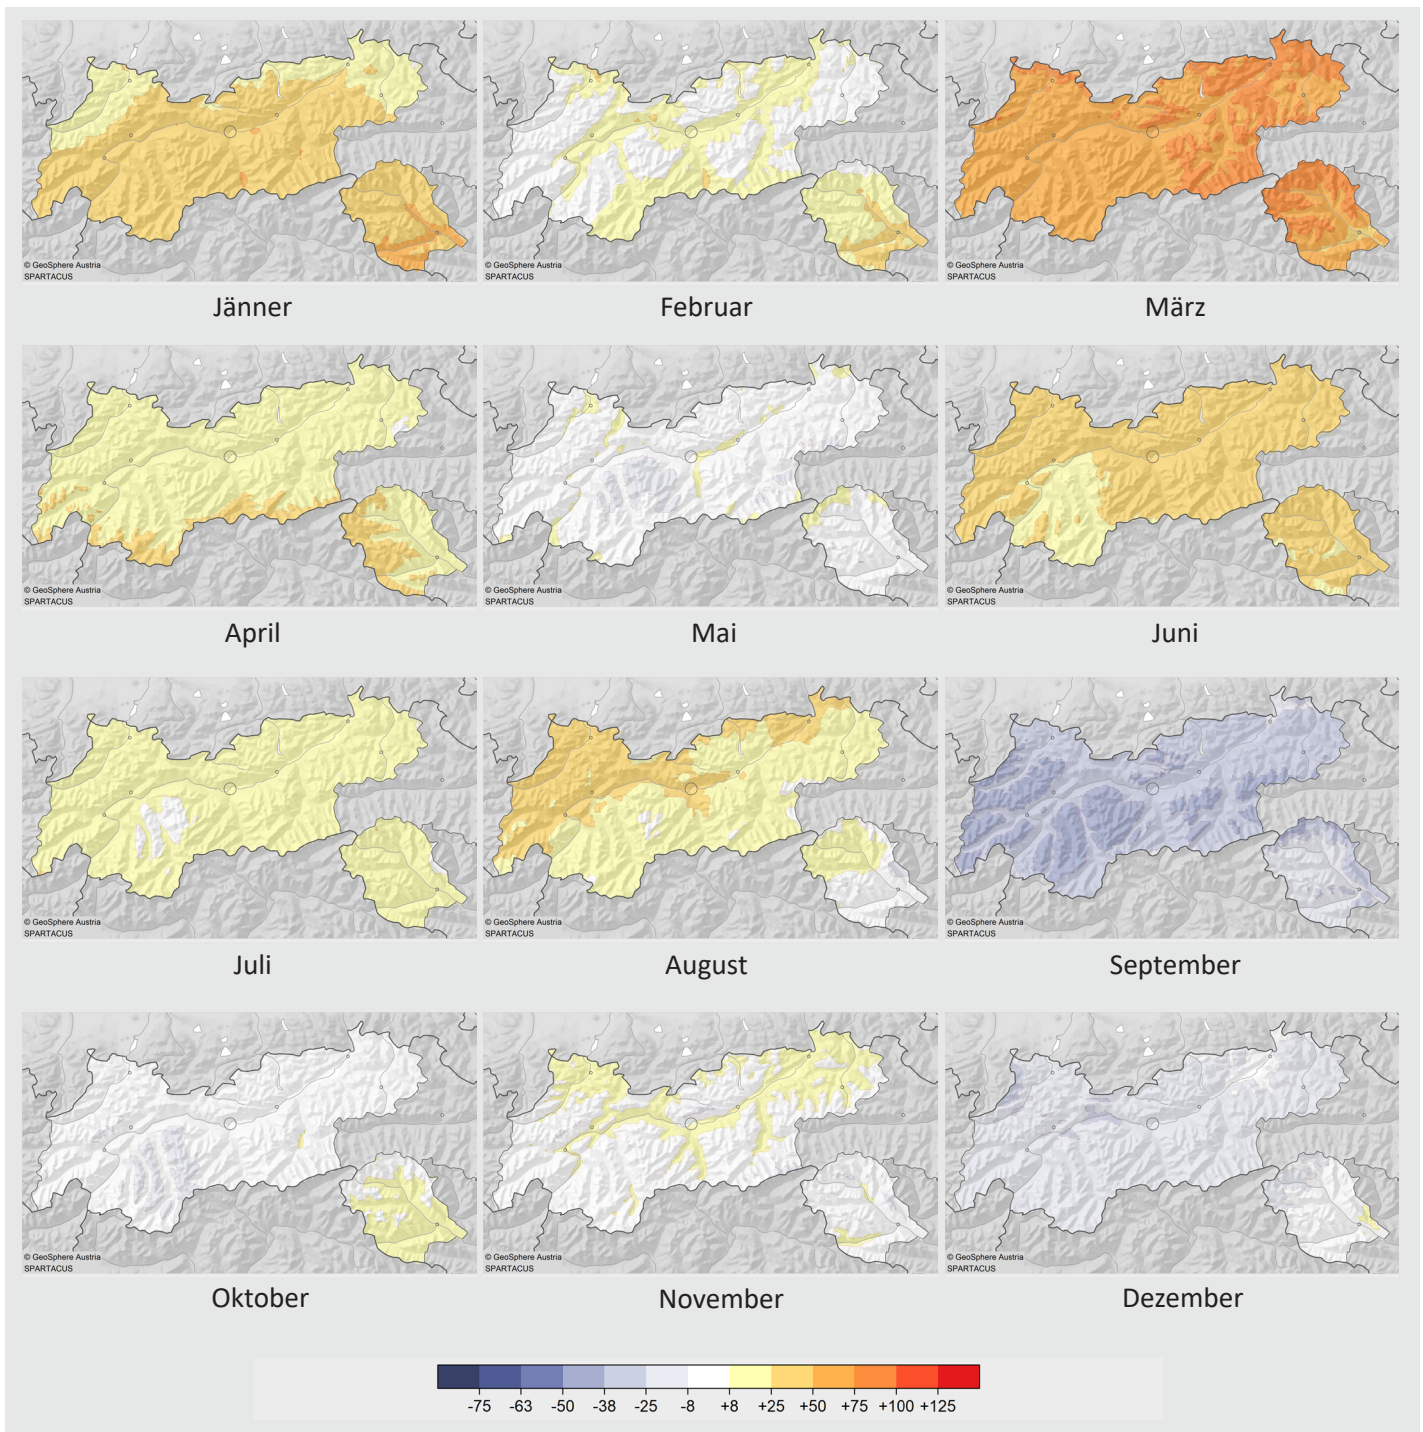 © GeoSphere Austria
SPARTACUS
© GeoSphere Austria
SPARTACUS
© GeoSphere Austria
SPARTACUS
Jänner
Februar
März
© GeoSphere Austria
SPARTACUS
© GeoSphere Austria
SPARTACUS
© GeoSphere Austria
SPARTACUS
April
Mai
Juni
© GeoSphere Austria
SPARTACUS
© GeoSphere Austria
SPARTACUS
© GeoSphere Austria
SPARTACUS
Juli
August
September
© GeoSphere Austria
SPARTACUS
© GeoSphere Austria
SPARTACUS
© GeoSphere Austria
SPARTACUS
Oktober
November
Dezember
-75 -63 -50 -38 -25 -8 +8 +25 +50 +75 +100 +125